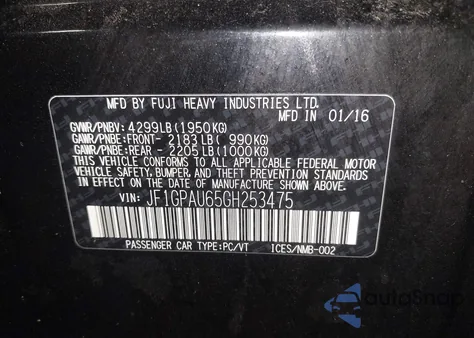 MFD BY FUJI HEAVY INDUSTRIES LTD.
MFD IN 01/16
GVWR/PNBV: 4299LB(1950KG)
GAWR/PNBE:FRONT- 2183LB( 990KG)
GAWR/PNBE:REAR - 2205LB(1000KG)
THIS VEHICLE CONFORMS TO ALL APPLICABLE FEDERAL MOTOR
VEHICLE SAFETY, BUMPER, AND THEFT PREVENTION STANDARDS
IN EFFECT ON THE DATE OF MANUFACTURE SHOWN ABOVE.
VIN: JF1GPAU65GH253475
PASSENGER CAR TYPE:PC/VT ICES/NMB-002
autoSnap